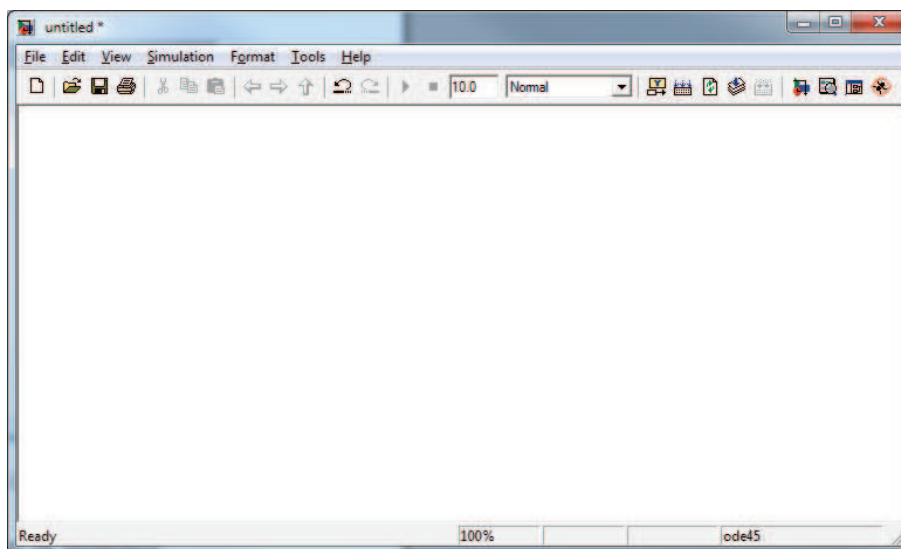 untitled *
File Edit View Simulation Format Tools Help
10.0 Normal
Ready 100% ode45